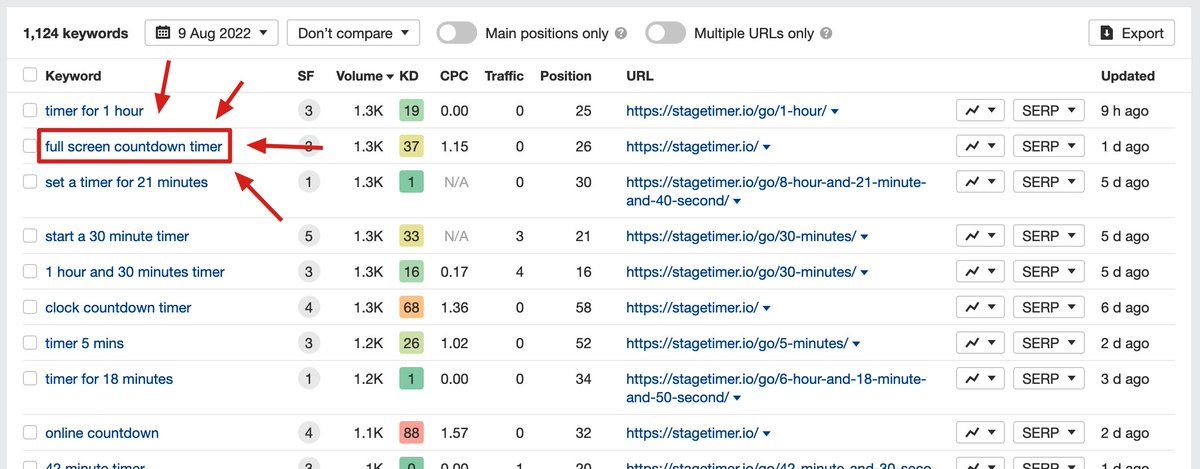 1,124 keywords 9 Aug 2022 Don't compare Main positions only ? Multiple URLs only ? Export
Keyword SF Volume KD CPC Traffic Position URL Updated
timer for 1 hour 3 1.3K 19 0.00 0 25 https://stagetimer.io/go/1-hour/ SERP 9 h ago
full screen countdown timer 3 1.3K 37 1.15 0 26 https://stagetimer.io/ SERP 1 d ago
set a timer for 21 minutes 1 1.3K 1 N/A 0 30 https://stagetimer.io/go/8-hour-and-21-minute- SERP 5 d ago
and-40-second/
start a 30 minute timer 5 1.3K 33 N/A 3 21 https://stagetimer.io/go/30-minutes/ SERP 5 d ago
1 hour and 30 minutes timer 3 1.3K 16 0.17 4 16 https://stagetimer.io/go/30-minutes/ SERP 5 d ago
clock countdown timer 4 1.3K 68 1.36 0 58 https://stagetimer.io/ SERP 6 d ago
timer 5 mins 3 1.2K 26 1.02 0 52 https://stagetimer.io/go/5-minutes/ SERP 2 d ago
timer for 18 minutes 1 1.2K 1 0.00 0 34 https://stagetimer.io/go/6-hour-and-18-minute- SERP 3 d ago
and-50-second/
online countdown 4 1.1K 88 1.57 0 32 https://stagetimer.io/ SERP 2 d ago
42 minute timer 3 1K 0 0.00 1 20 https://stagetimer.io/go/42-minute-and-30-seco SERP 2 d ago